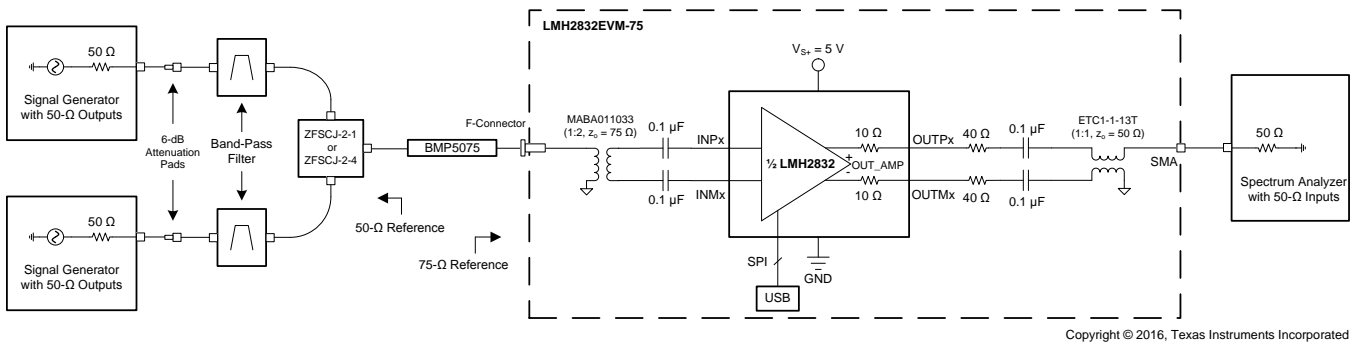 LMH2832EVM-75
50 Ω
Signal Generator
with 50-Ω Outputs
6-dB
Attenuation
Pads
Band-Pass
Filter
50 Ω
Signal Generator
with 50-Ω Outputs
ZFSCJ-2-1
or
ZFSCJ-2-4
BMP5075
F-Connector
50-Ω Reference
75-Ω Reference
MABA011033
(1:2, zo = 75 Ω)
0.1 µF
0.1 µF
INPx
INMx
VS+ = 5 V
½ LMH2832
+
OUT_AMP
-
10 Ω
10 Ω
SPI
USB
GND
OUTPx
OUTMx
40 Ω
40 Ω
0.1 µF
0.1 µF
ETC1-1-13T
(1:1, zo = 50 Ω)
SMA
50 Ω
Spectrum Analyzer
with 50-Ω Inputs
Copyright © 2016, Texas Instruments Incorporated